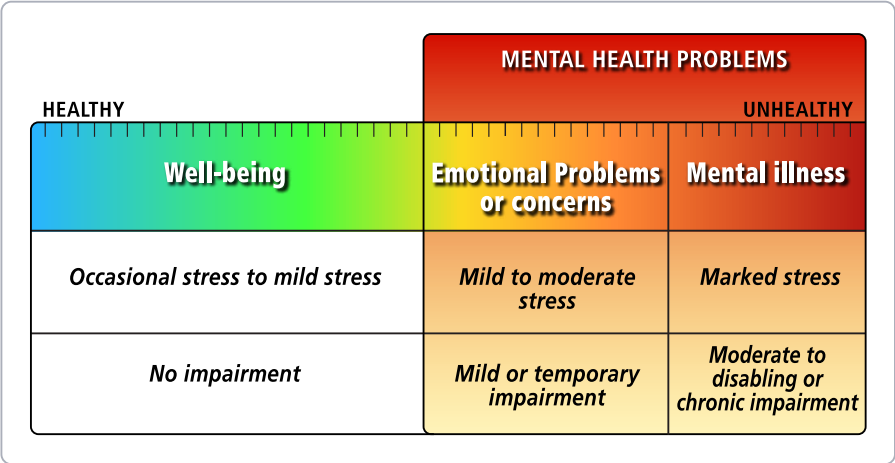 MENTAL HEALTH PROBLEMS
HEALTHY
UNHEALTHY
Well-being
Emotional Problems
or concerns
Mental illness
Occasional stress to mild stress
Mild to moderate
stress
Marked stress
No impairment
Mild or temporary
impairment
Moderate to
disabling or
chronic impairment